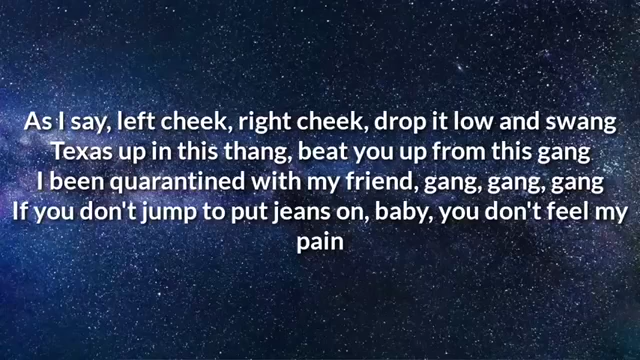 As I say, left cheek, right cheek, drop it low and swang
Texas up in this thang, beat you up from this gang
I been quarantined with my friend, gang, gang, gang
If you don't jump to put jeans on, baby, you don't feel my
pain